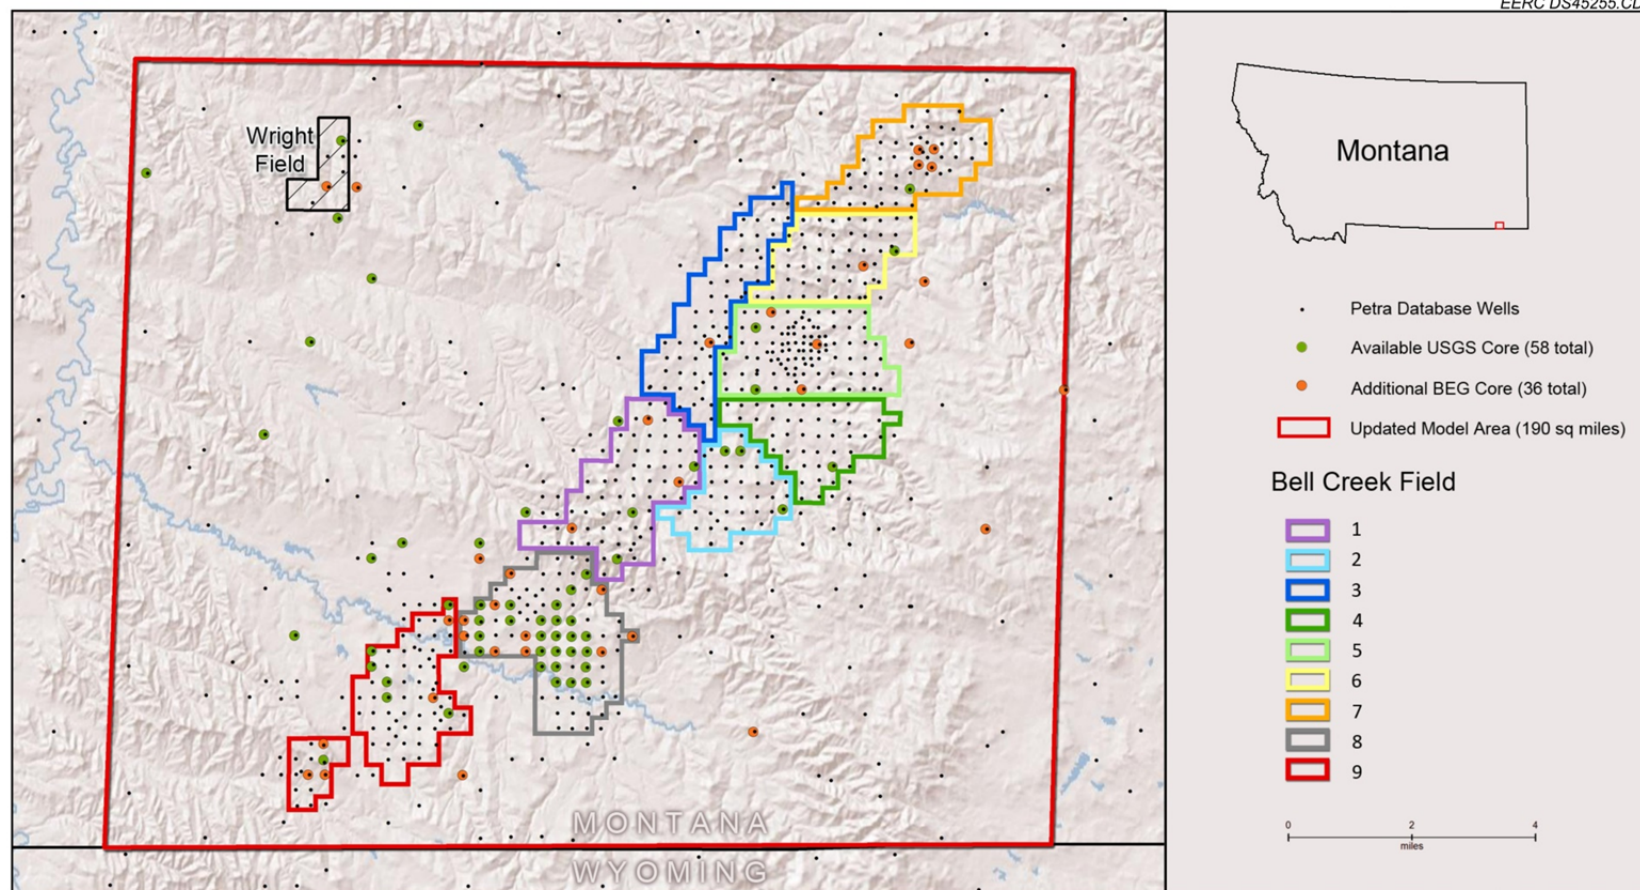 EERC DS45255.CD
Wright
Field
Montana
Petra Database Wells
Available USGS Core (58 total)
Additional BEG Core (36 total)
Updated Model Area (190 sq miles)
Bell Creek Field
1
2
3
4
5
6
7
8
9
0 2 4
miles
MONTANA
WYOMING